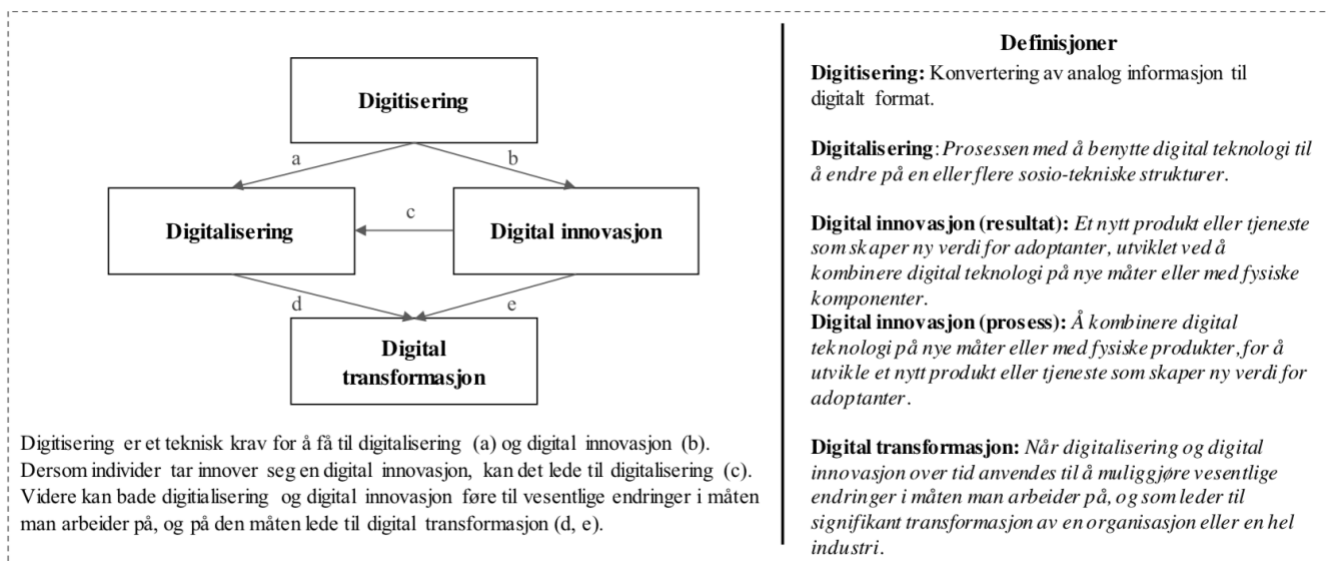 Digitisering
a
b
Digitalisering
c
Digital innovasjon
d
e
Digital
transformasjon
Digitisering er et teknisk krav for å få til digitalisering (a) og digital innovasjon (b).
Dersom individer tar innover seg en digital innovasjon, kan det lede til digitalisering (c).
Videre kan bade digitialisering og digital innovasjon føre til vesentlige endringer i måten
man arbeider på, og på den måten lede til digital transformasjon (d, e).
Definisjoner
Digitisering: Konvertering av analog informasjon til
digitalt format.
Digitalisering: Prosessen med å benytte digital teknologi til
å endre på en eller flere sosio-tekniske strukturer.
Digital innovasjon (resultat): Et nytt produkt eller tjeneste
som skaper ny verdi for adoptanter, utviklet ved å
kombinere digital teknologi på nye måter eller med fysiske
komponenter.
Digital innovasjon (prosess): Å kombinere digital
teknologi på nye måter eller med fysiske produkter, for å
utvikle et nytt produkt eller tjeneste som skaper ny verdi for
adoptanter.
Digital transformasjon: Når digitalisering og digital
innovasjon over tid anvendes til å muliggjøre vesentlige
endringer i måten man arbeider på, og som leder til
signifikant transformasjon av en organisasjon eller en hel
industri.